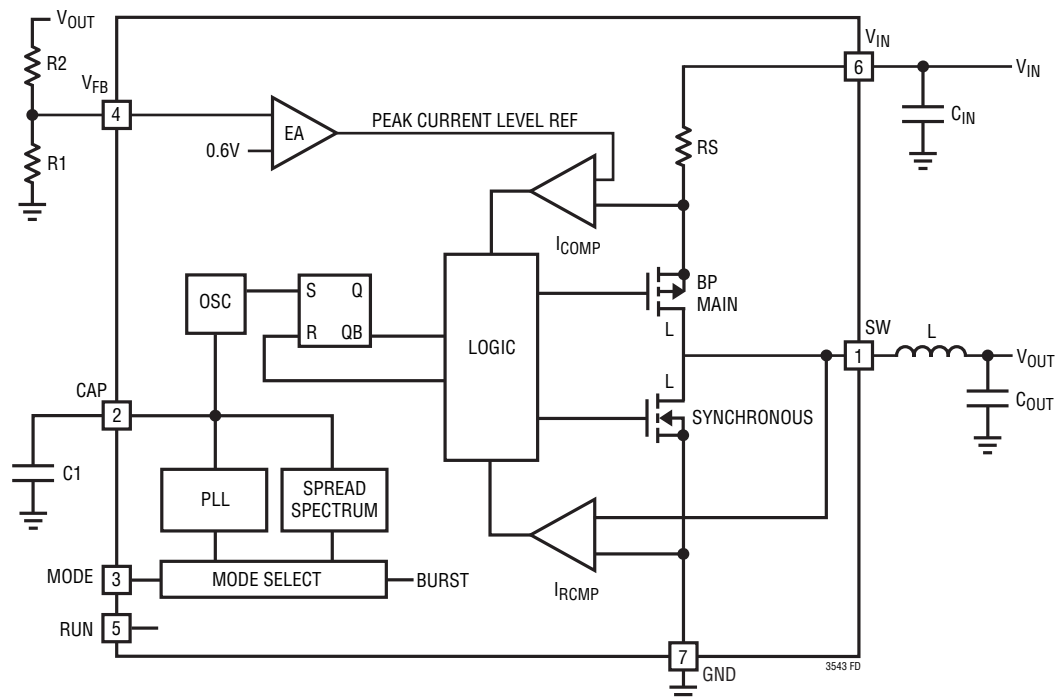 VOUT
R2
VFB
4
R1
0.6V
EA
PEAK CURRENT LEVEL REF
ICOMP
RS
VIN
6
VIN
CIN
BP
MAIN
L
OSC
S Q
R QB
LOGIC
SW
1
L
VOUT
COUT
L
SYNCHRONOUS
CAP
2
C1
PLL
SPREAD
SPECTRUM
IRCMP
MODE
3
MODE SELECT
BURST
RUN
5
7
GND
3543 FD